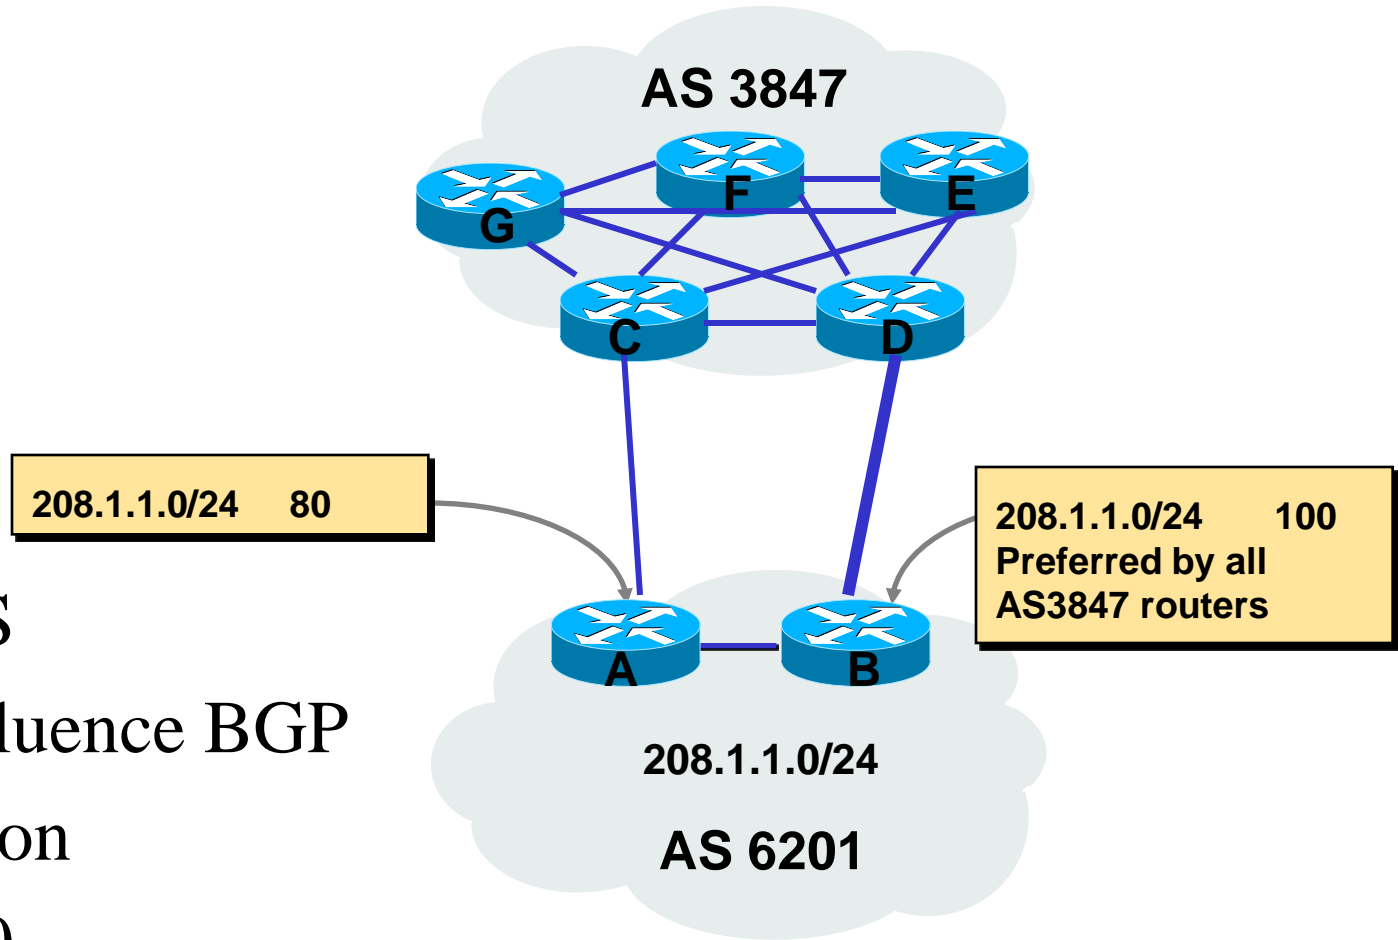 AS 3847
F
E
G
C
D
208.1.1.0/24 80
208.1.1.0/24 100
Preferred by all
AS3847 routers
A
B
luence BGP
208.1.1.0/24
on
AS 6201